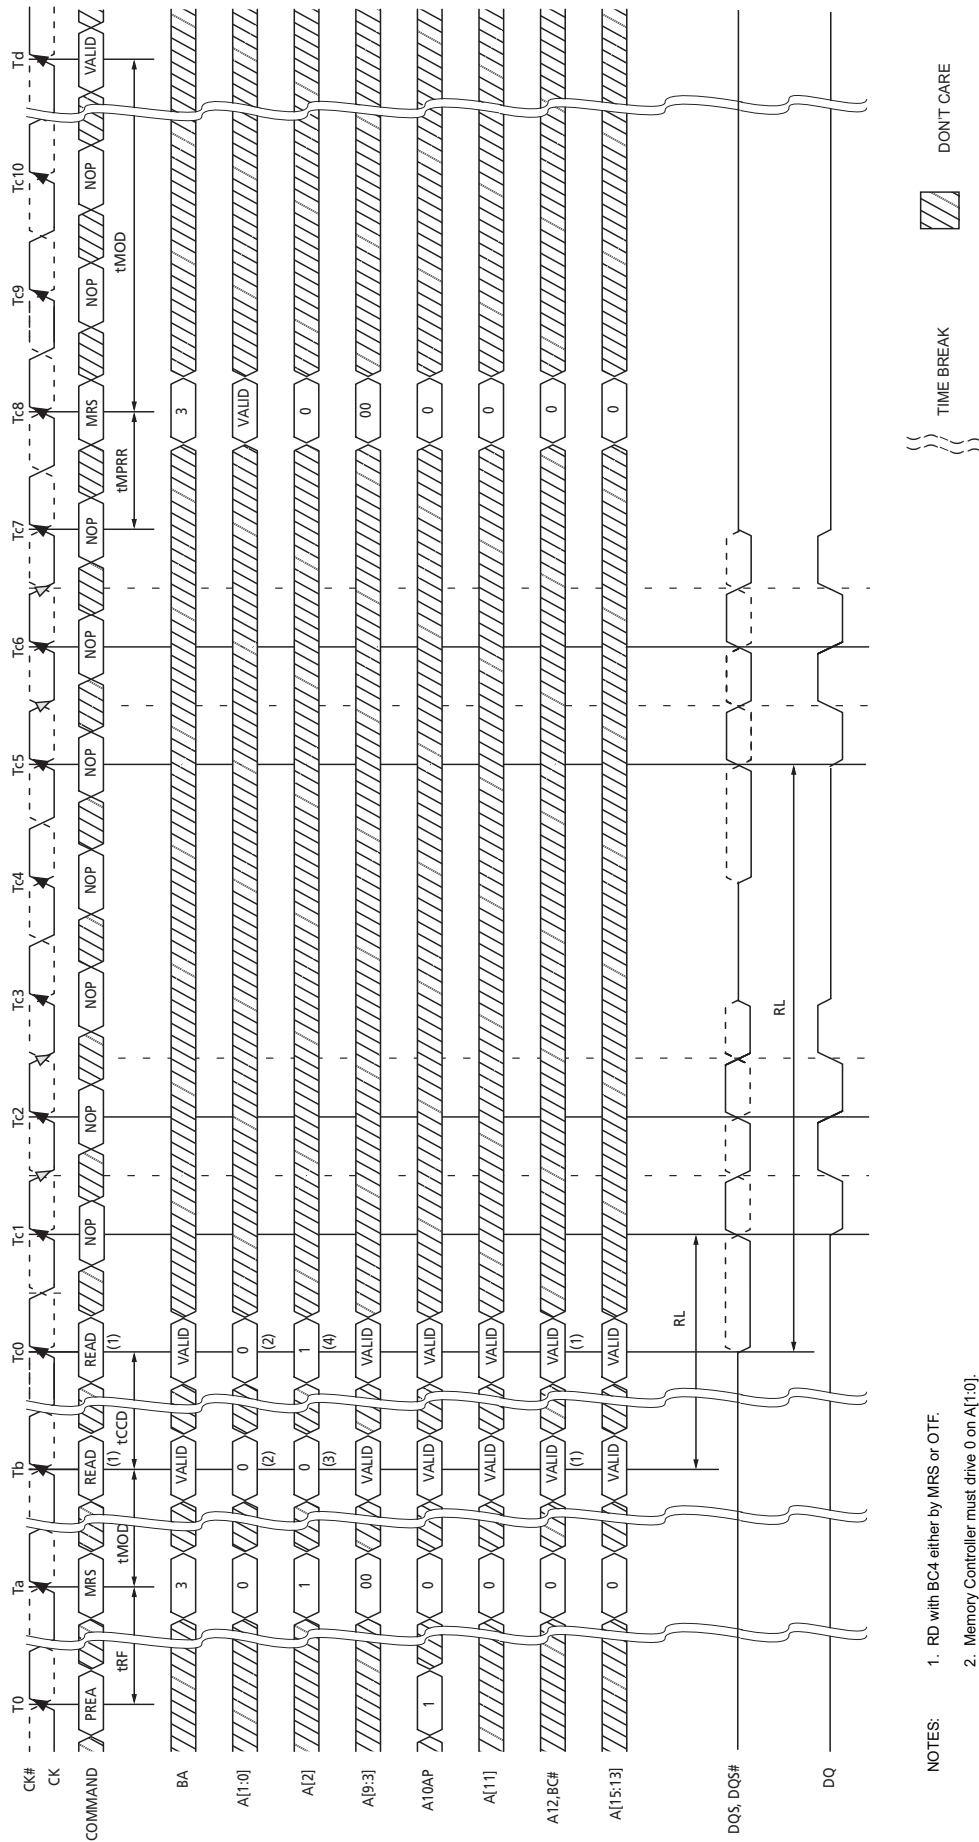 T0 Ta Tb Tc0 Tc1 Tc2 Tc3 Tc4 Tc5 Tc6 Tc7 Tc8 Tc9 Tc10 Td
CK#
CK
COMMAND PREA MRS READ READ NOP NOP NOP NOP NOP NOP NOP MRS NOP NOP VALID
(1) (1)
tRF tMOD tCCD tMPRR tMOD
BA 3 VALID VALID 3
A[1:0] 0 0 0 VALID
(2) (2)
A[2] 1 0 1 0
(3) (4)
A[9:3] 00 VALID VALID 00
A10AP 1 0 VALID VALID 0
A[11] 0 VALID VALID 0
A12,BC# 0 VALID VALID 0
(1) (1)
A[15:13] 0 VALID VALID 0
RL
DQS, DQS#
RL
DQ
NOTES: 1. RD with BC4 either by MRS or OTF.
2. Memory Controller must drive 0 on A[1:0].
TIME BREAK DON'T CARE